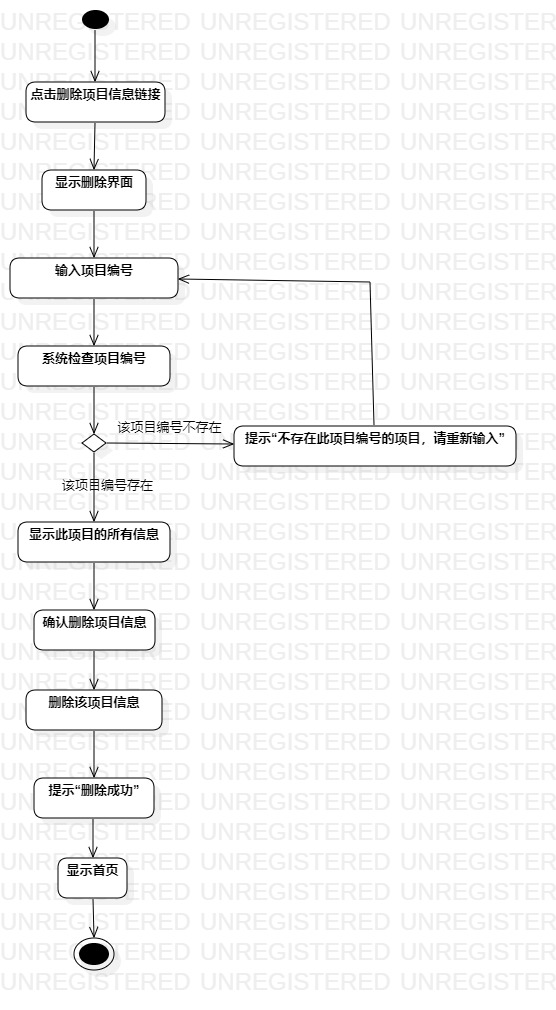 点击删除项目信息链接
显示删除界面
输入项目编号
系统检查项目编号
该项目编号不存在
提示“不存在此项目编号的项目，请重新输入”
该项目编号存在
显示此项目的所有信息
确认删除项目信息
删除该项目信息
提示“删除成功”
显示首页
UNREGISTERED UNREGISTERED UNREGISTERED